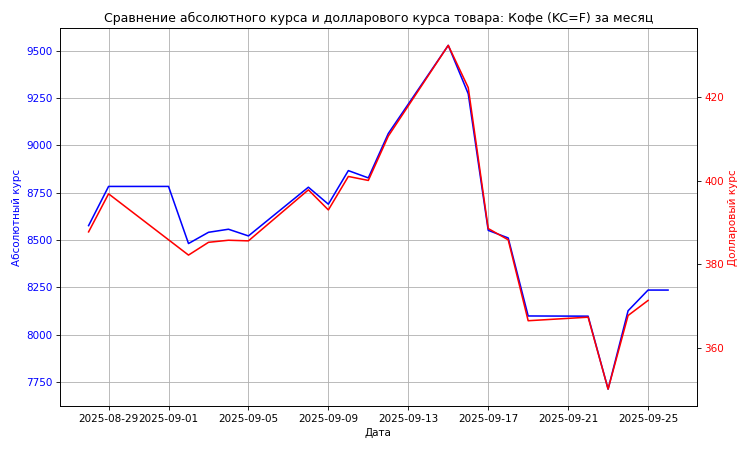 Сравнение абсолютного курса и долларового курса товара: Кофе (KC=F) за месяц
Абсолютный курс
9500
9250
9000
8750
8500
8250
8000
7750
420
400
380
360
Долларовый курс
2025-08-29 2025-09-01 2025-09-05 2025-09-09 2025-09-13 2025-09-17 2025-09-21 2025-09-25
Дата